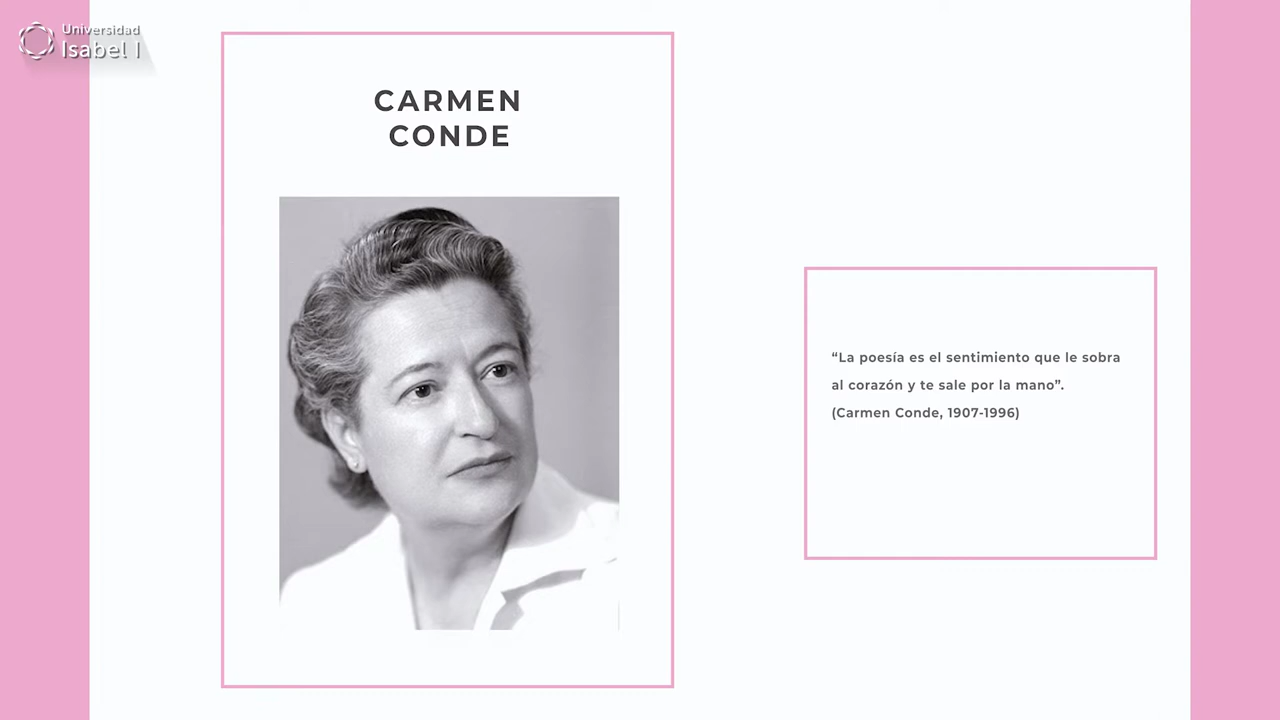 Universidad
Isabel I
CARMEN
CONDE
“La poesía es el sentimiento que le sobra
al corazón y te sale por la mano”.
(Carmen Conde, 1907-1996)